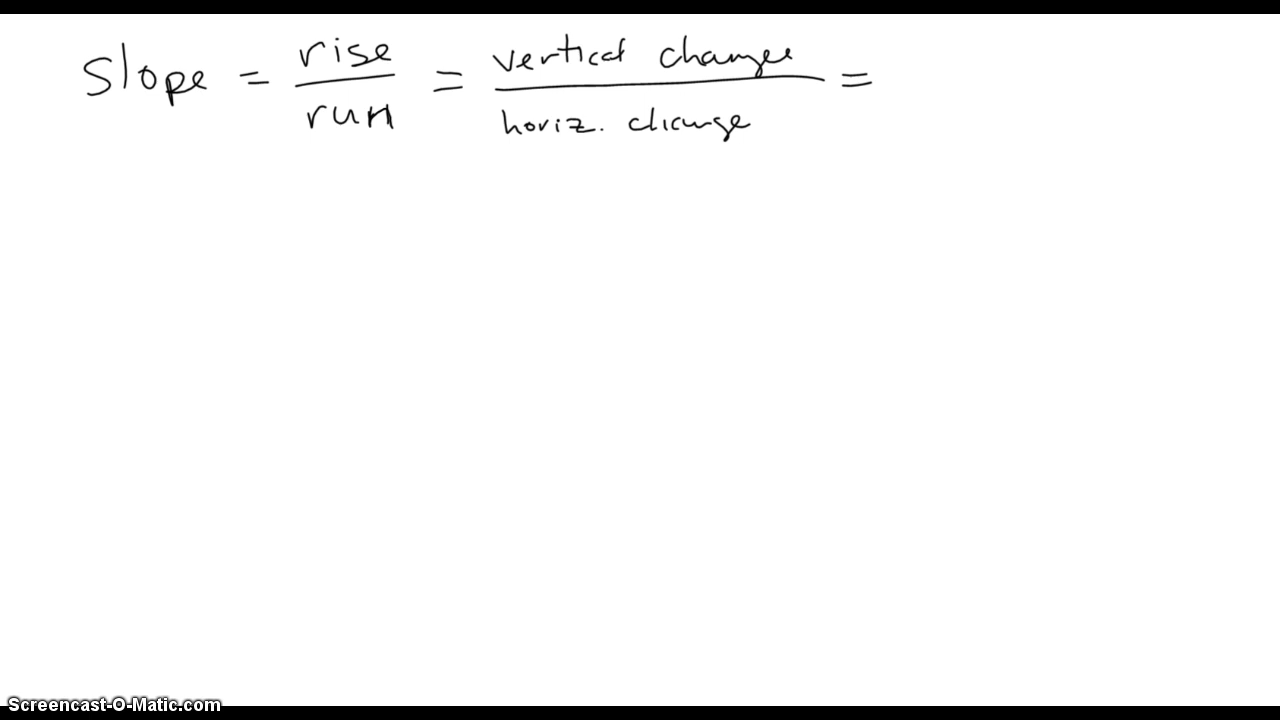 Slope = rise/run = vertical change/horiz. change =
Screencast-O-Matic.com